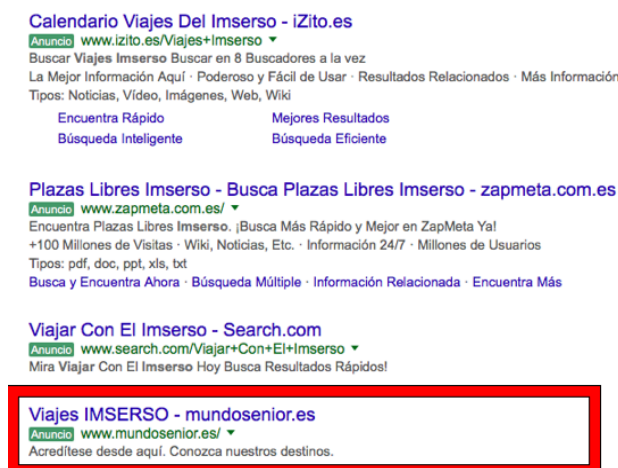 Calendario Viajes Del Imserso - iZito.es
Anuncio www.izito.es/Viajes+Imserso
Buscar Viajes Imserso Buscar en 8 Buscadores a la vez
La Mejor Información Aquí · Poderoso y Fácil de Usar · Resultados Relacionados · Más Información
Tipos: Noticias, Vídeo, Imágenes, Web, Wiki
Encuentra Rápido Mejores Resultados
Búsqueda Inteligente Búsqueda Eficiente
Plazas Libres Imserso - Busca Plazas Libres Imserso - zapmeta.com.es
Anuncio www.zapmeta.com.es/
Encuentra Plazas Libres Imserso. ¡Busca Más Rápido y Mejor en ZapMeta Ya!
+100 Millones de Visitas · Wiki, Noticias, Etc. · Información 24/7 · Millones de Usuarios
Tipos: pdf, doc, ppt, xls, txt
Busca y Encuentra Ahora · Búsqueda Múltiple · Información Relacionada · Encuentra Más
Viajar Con El Imserso - Search.com
Anuncio www.search.com/Viajar+Con+El+Imserso
Mira Viajar Con El Imserso Hoy Busca Resultados Rápidos!
Viajes IMSERSO - mundosenior.es
Anuncio www.mundosenior.es/
Acredítese desde aquí. Conozca nuestros destinos.